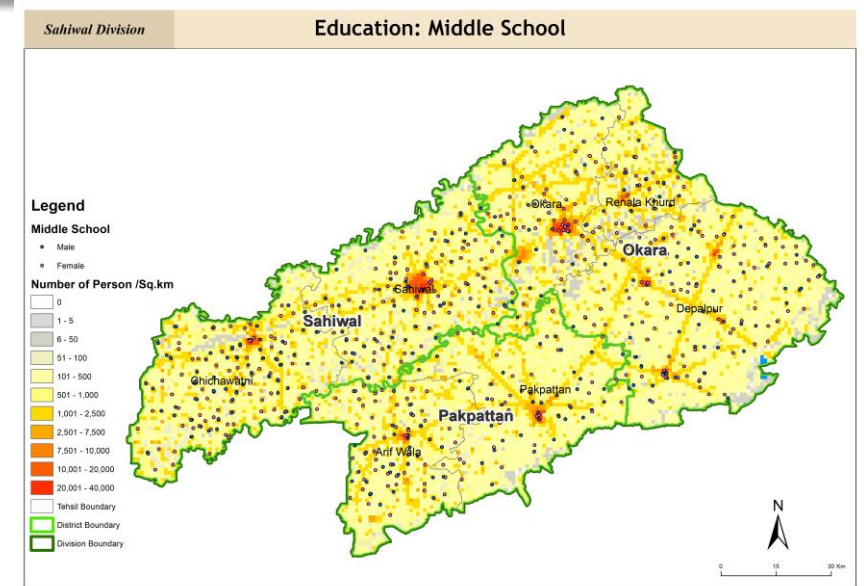 Sahiwal Division
Education: Middle School
Legend
Middle School
Male
Female
Number of Person /Sq.km
0
1 - 5
6 - 50
51 - 100
101 - 500
501 - 1,000
1,001 - 2,500
2,501 - 7,500
7,501 - 10,000
10,001 - 20,000
20,001 - 40,000
Tehsil Boundary
District Boundary
Division Boundary
Okara
Renala Khurd
Okara
Sahiwal
Depalpur
Sahiwal
Chichawatni
Pakpattan
Pakpattan
Arif Wala
N
0 15 30 Km